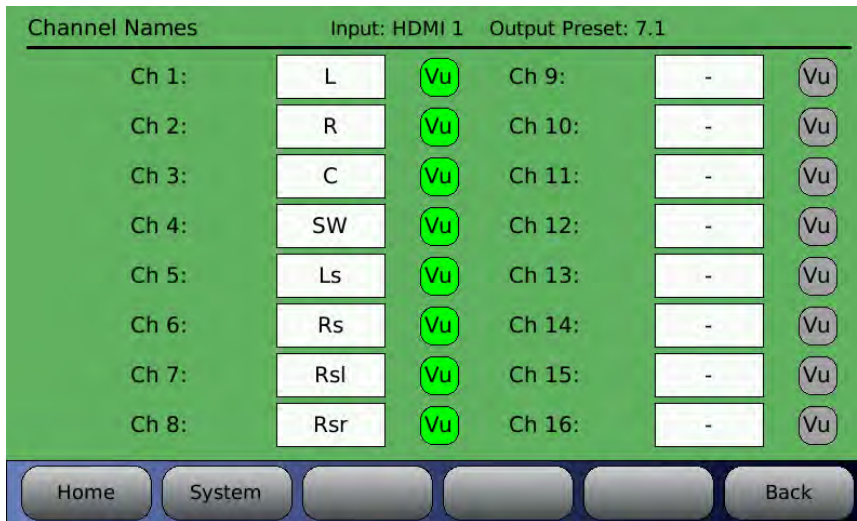 Channel Names Input: HDMI 1 Output Preset: 7.1
Ch 1: L Vu Ch 9: - Vu
Ch 2: R Vu Ch 10: - Vu
Ch 3: C Vu Ch 11: - Vu
Ch 4: SW Vu Ch 12: - Vu
Ch 5: Ls Vu Ch 13: - Vu
Ch 6: Rs Vu Ch 14: - Vu
Ch 7: Rsl Vu Ch 15: - Vu
Ch 8: Rsr Vu Ch 16: - Vu
Home System Back